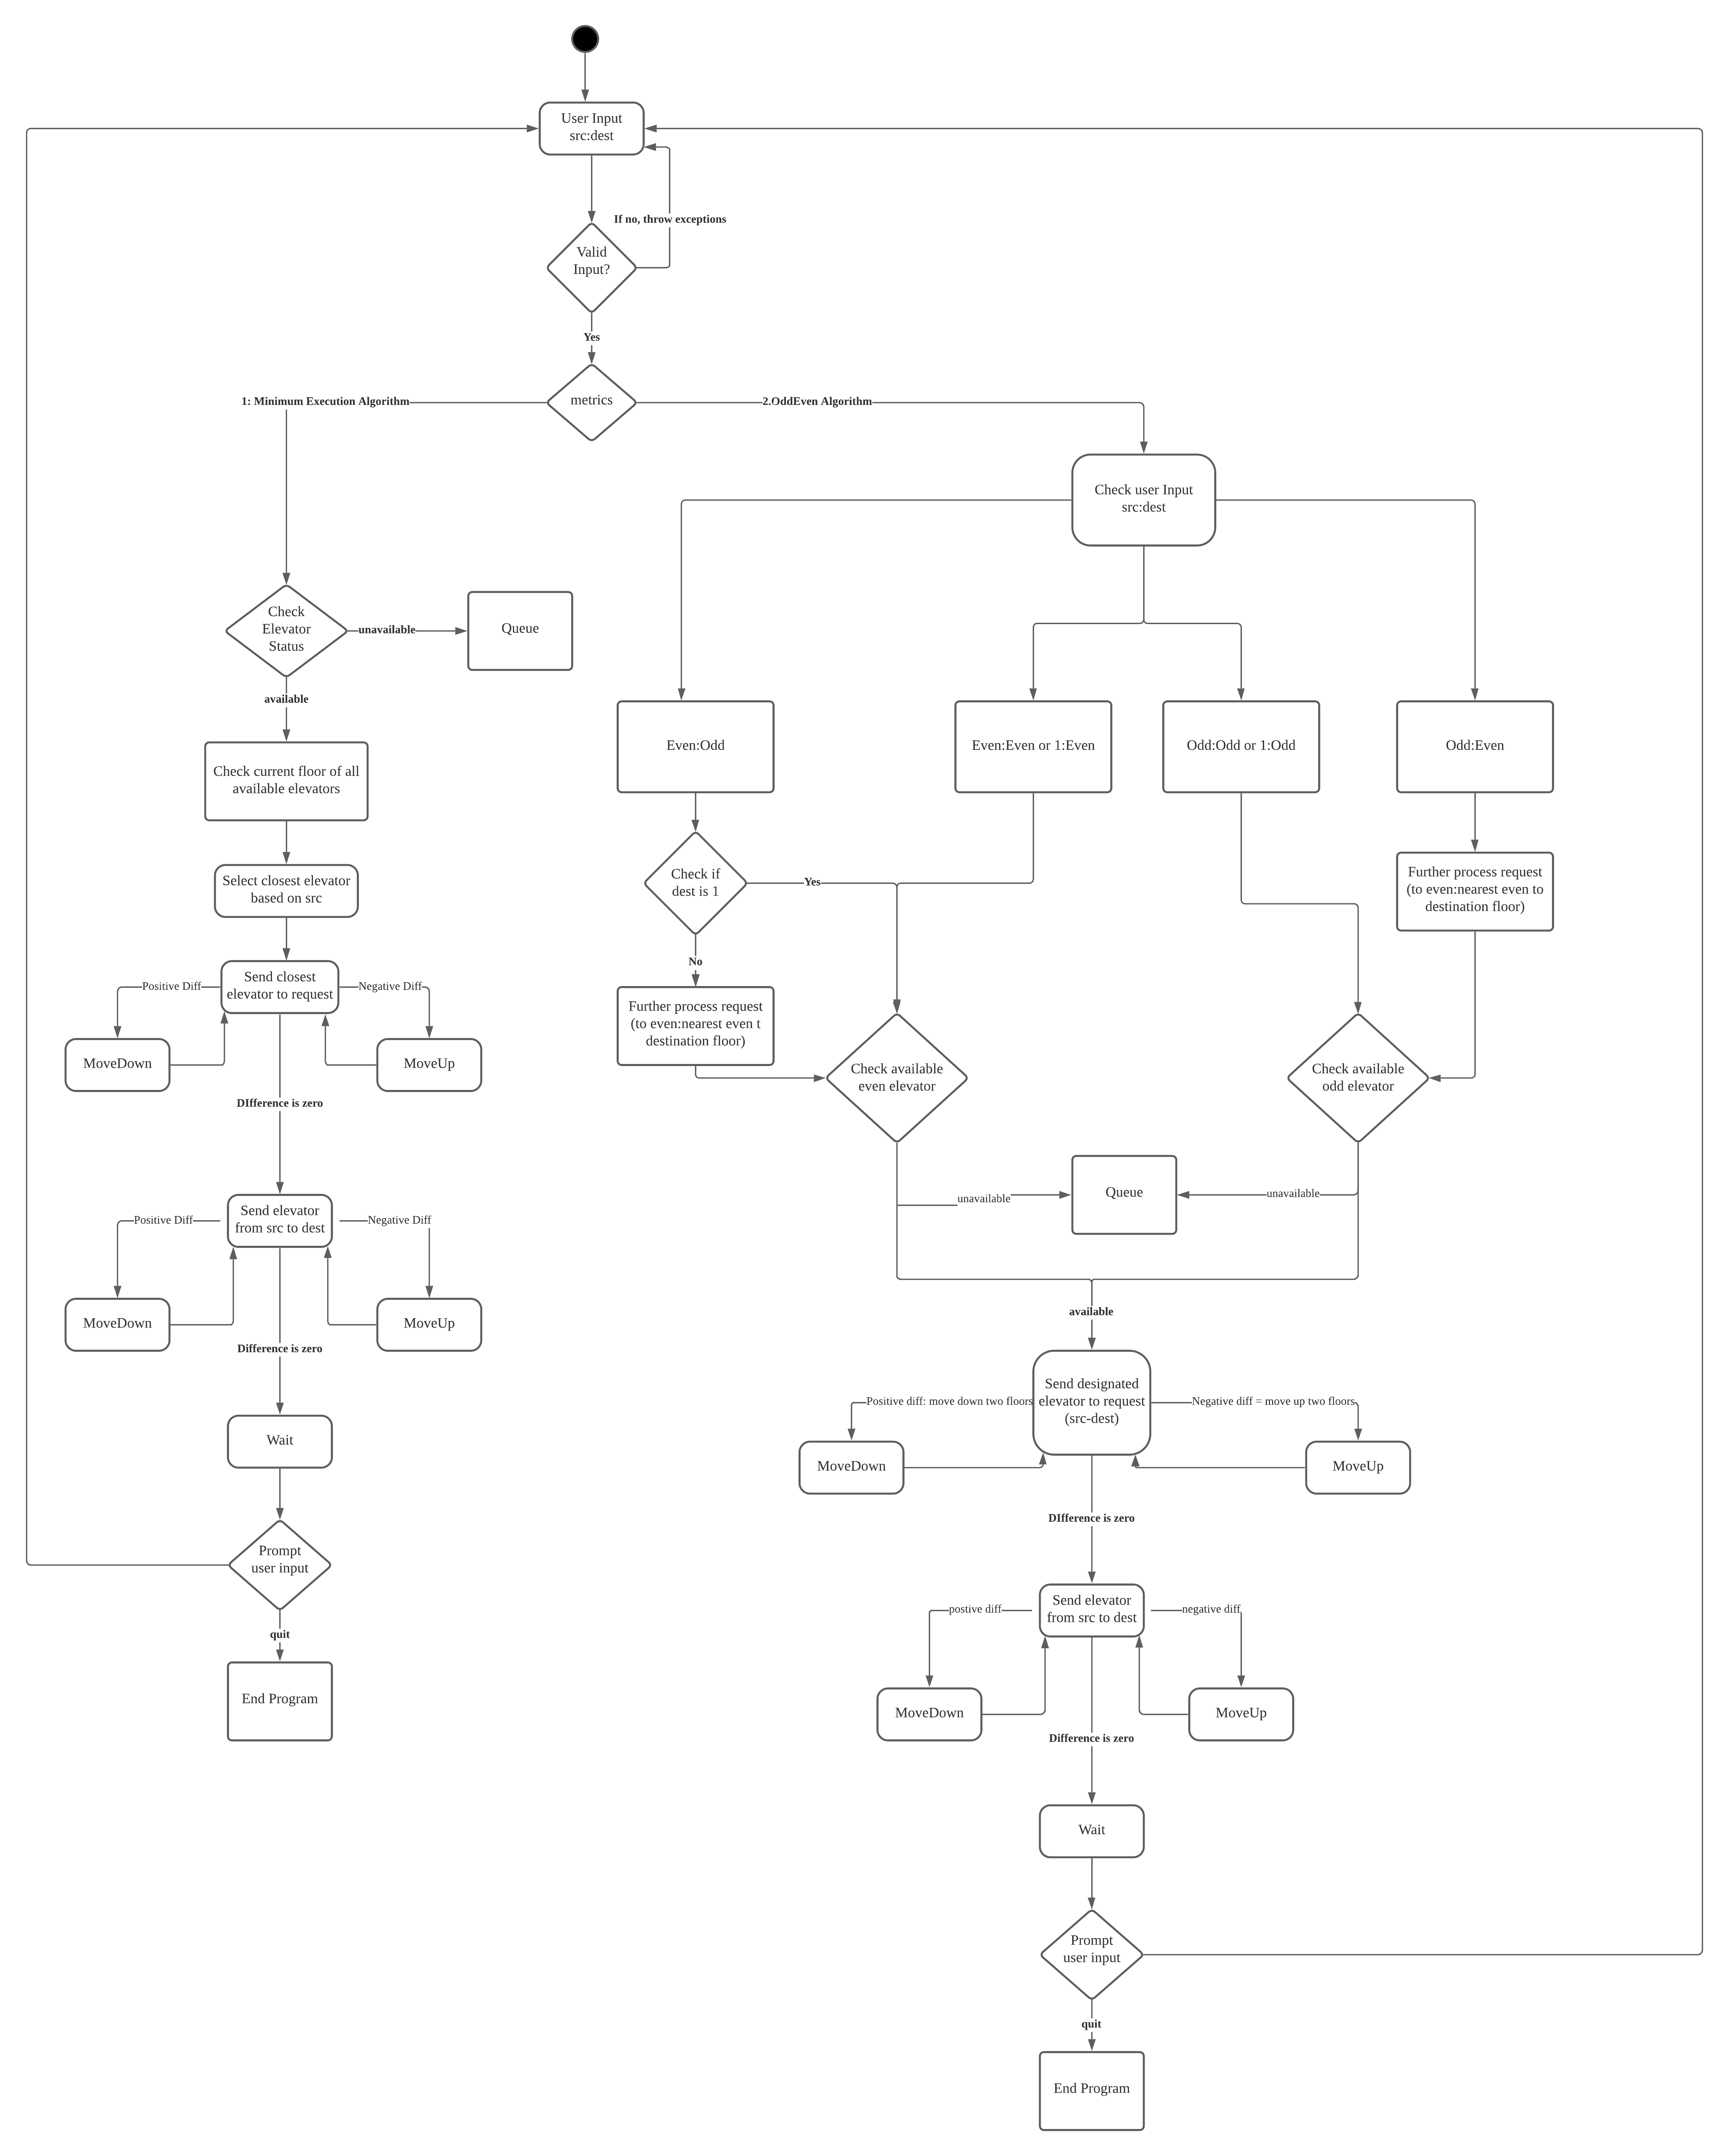 User Input
src:dest
If no, throw exceptions
Valid
Input?
Yes
metrics
1: Minimum Execution Algorithm
2.OddEven Algorithm
Check user Input
src:dest
Check
Elevator
Status
unavailable
Queue
available
Check current floor of all
available elevators
Select closest elevator
based on src
Send closest
elevator to request
Positive Diff
Negative Diff
MoveDown
MoveUp
DIfference is zero
Send elevator
from src to dest
Positive Diff
Negative Diff
MoveDown
MoveUp
Difference is zero
Wait
Prompt
user input
quit
End Program
Even:Odd
Even:Even or 1:Even
Odd:Odd or 1:Odd
Odd:Even
Check if
dest is 1
Yes
No
Further process request
(to even:nearest even t
destination floor)
Further process request
(to even:nearest even to
destination floor)
Check available
even elevator
Check available
odd elevator
unavailable
Queue
unavailable
available
Send designated
elevator to request
(src-dest)
Positive diff: move down two floors
Negative diff = move up two floors
MoveDown
MoveUp
DIfference is zero
Send elevator
from src to dest
postive diff
negative diff
MoveDown
MoveUp
Difference is zero
Wait
Prompt
user input
quit
End Program